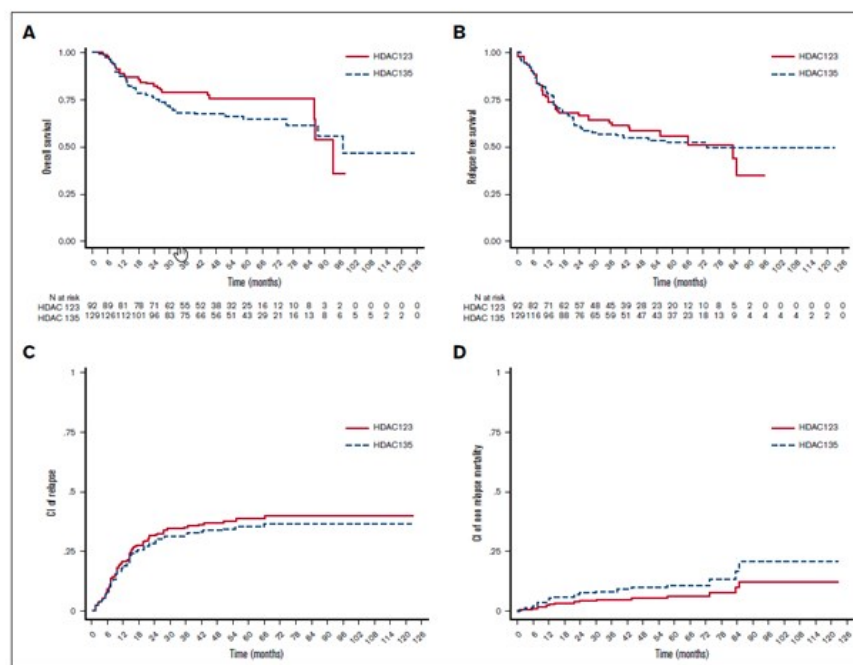 A
1.00
0.75
0.50
0.25
0.00
Overall survival
HDAC123
HDAC135
0 6 12 18 24 30 36 42 48 54 60 66 72 78 84 90 96 102 108 114 120 126
Time (months)
N at risk
HDAC 123 92 89 81 78 71 62 55 52 38 32 25 16 12 10 8 3 2 0 0 0 0 0
HDAC 135 129 126 112 101 96 83 75 66 56 51 43 29 21 16 13 8 6 5 5 2 2 0
B
1.00
0.75
0.50
0.25
0.00
Relapse free survival
HDAC123
HDAC135
0 6 12 18 24 30 36 42 48 54 60 66 72 78 84 90 96 102 108 114 120 126
Time (months)
N at risk
HDAC 123 92 82 71 62 57 48 45 39 28 23 20 12 10 8 5 2 0 0 0 0 0 0
HDAC 135 129 116 96 88 76 65 59 51 47 43 37 23 18 13 9 4 4 4 4 2 2 0
C
1
.75
.5
.25
0
CI of relapse
HDAC123
HDAC135
0 6 12 18 24 30 36 42 48 54 60 66 72 78 84 90 96 102 108 114 120 126
Time (months)
D
1
.75
.5
.25
0
CI of non relapse mortality
HDAC123
HDAC135
0 6 12 18 24 30 36 42 48 54 60 66 72 78 84 90 96 102 108 114 120 126
Time (months)